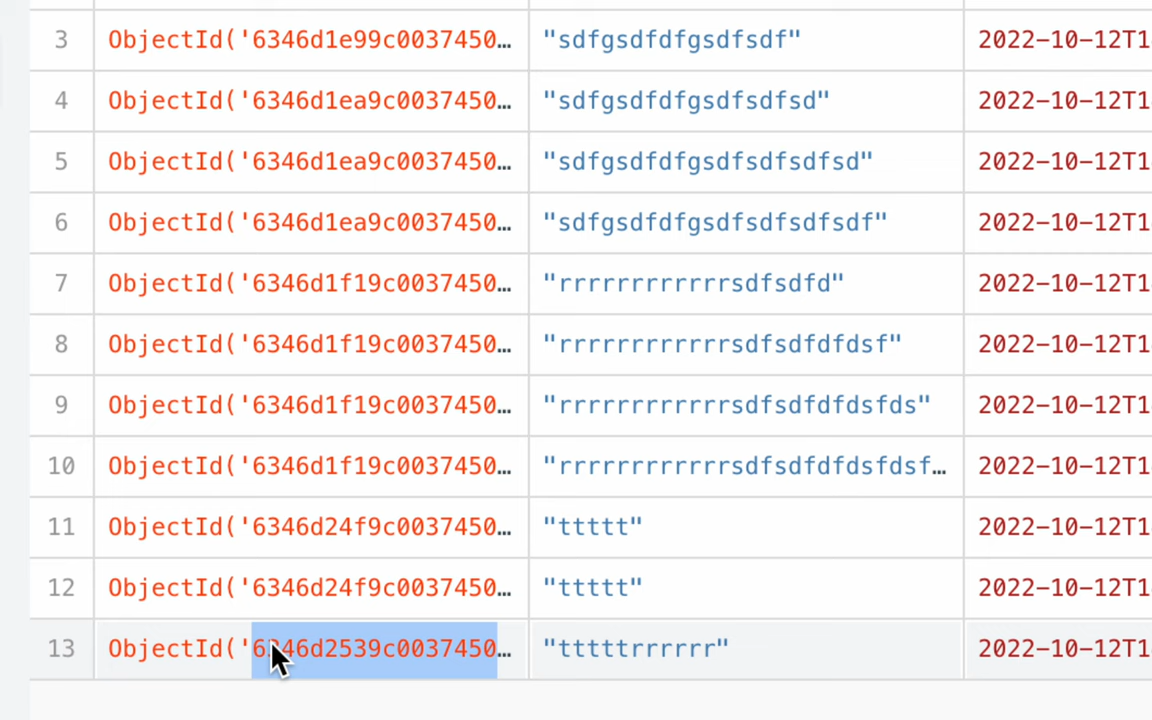 3 ObjectId('6346d1e99c0037450… "sdfgsdfdfgsdfsdf" 2022-10-12T1
4 ObjectId('6346d1ea9c0037450… "sdfgsdfdfgsdfsdfsd" 2022-10-12T1
5 ObjectId('6346d1ea9c0037450… "sdfgsdfdfgsdfsdfsdfsd" 2022-10-12T1
6 ObjectId('6346d1ea9c0037450… "sdfgsdfdfgsdfsdfsdfsdf" 2022-10-12T1
7 ObjectId('6346d1f19c0037450… "rrrrrrrrrrrrsdfsdfd" 2022-10-12T1
8 ObjectId('6346d1f19c0037450… "rrrrrrrrrrrrsdfsdfdfdsf" 2022-10-12T1
9 ObjectId('6346d1f19c0037450… "rrrrrrrrrrrrsdfsdfdfdsfds" 2022-10-12T1
10 ObjectId('6346d1f19c0037450… "rrrrrrrrrrrrsdfsdfdfdsfdsf… 2022-10-12T1
11 ObjectId('6346d24f9c0037450… "ttttt" 2022-10-12T1
12 ObjectId('6346d24f9c0037450… "ttttt" 2022-10-12T1
13 ObjectId('6346d2539c0037450… "tttttrrrrrr" 2022-10-12T1